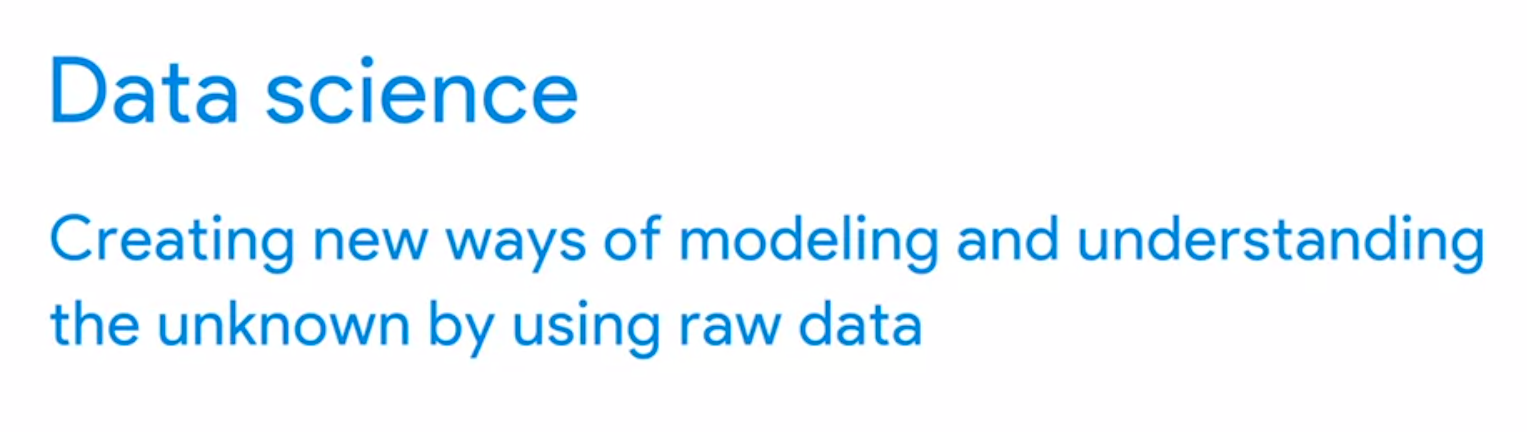 Data science
Creating new ways of modeling and understanding
the unknown by using raw data